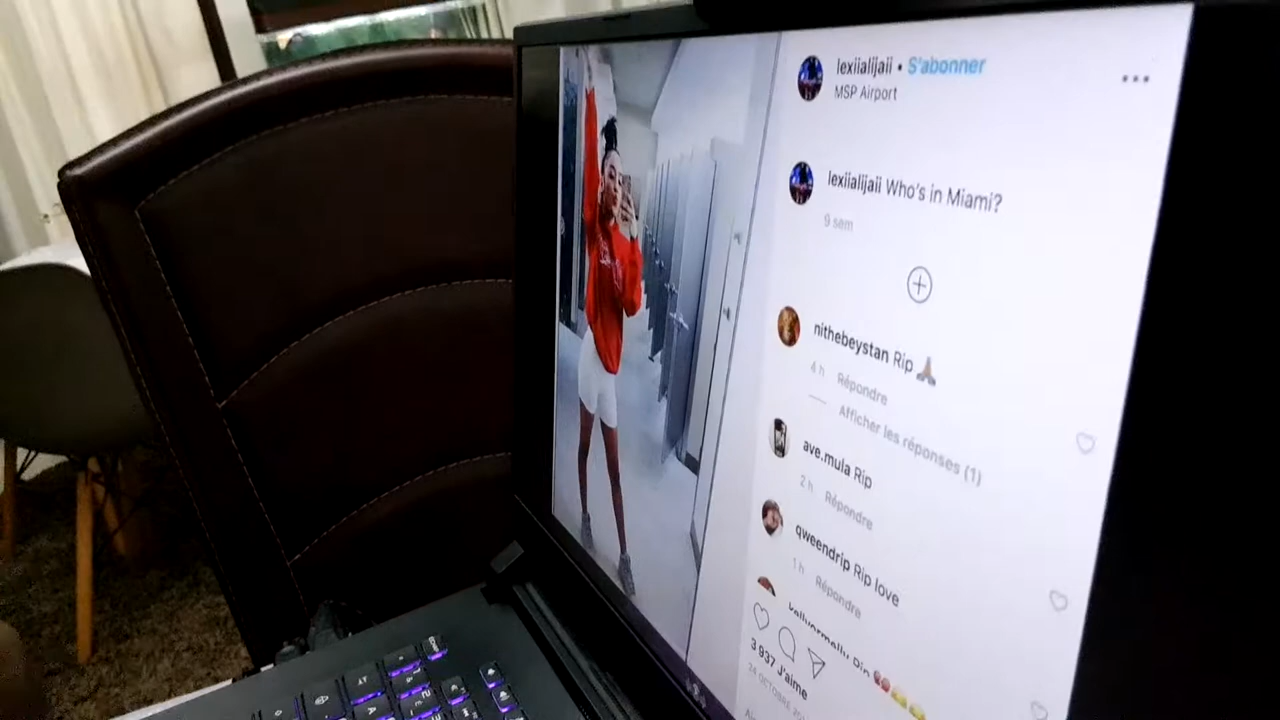 lexiialijaii • S'abonner
MSP Airport
lexiialijaii Who's in Miami?
9 sem
nithebeystan Rip 🙏🏽
4 h Répondre
Afficher les réponses (1)
ave.mula Rip
2 h Répondre
qweendrip Rip love
1 h Répondre
3 937 J'aime
24 OCTOBRE